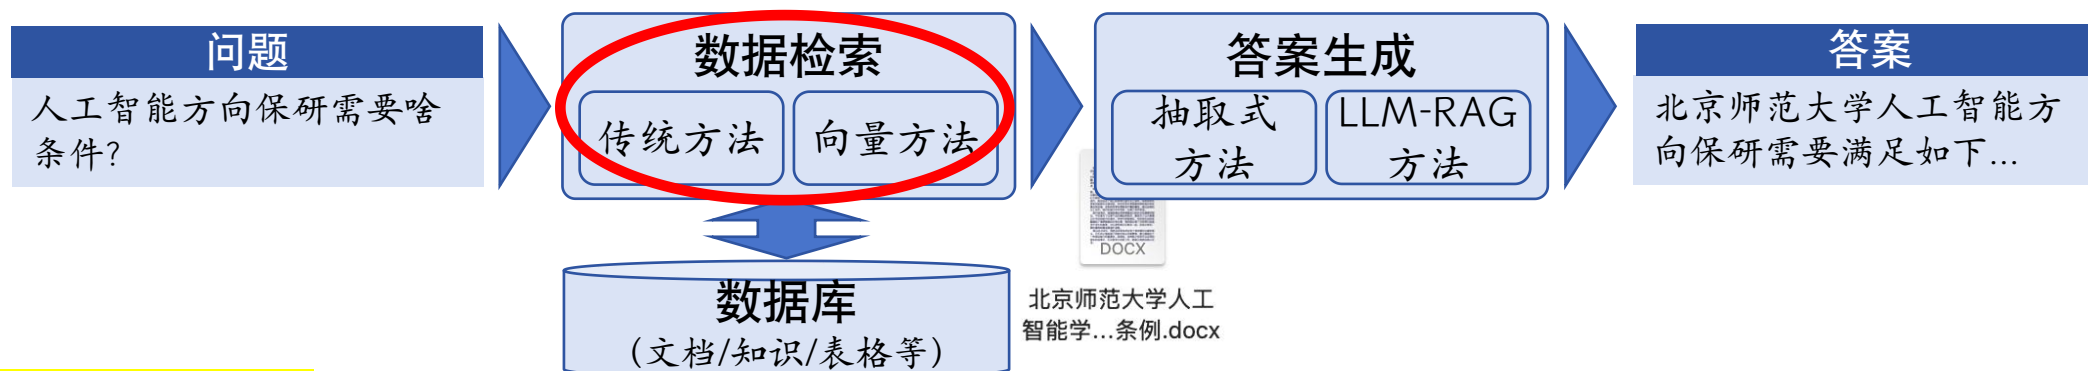 问题
人工智能方向保研需要啥
条件?
数据检索
传统方法
向量方法
答案生成
抽取式
方法
LLM-RAG
方法
答案
北京师范大学人工智能方
向保研需要满足如下...
数据库
(文档/知识/表格等)
DOCX
北京师范大学人工
智能学...条例.docx